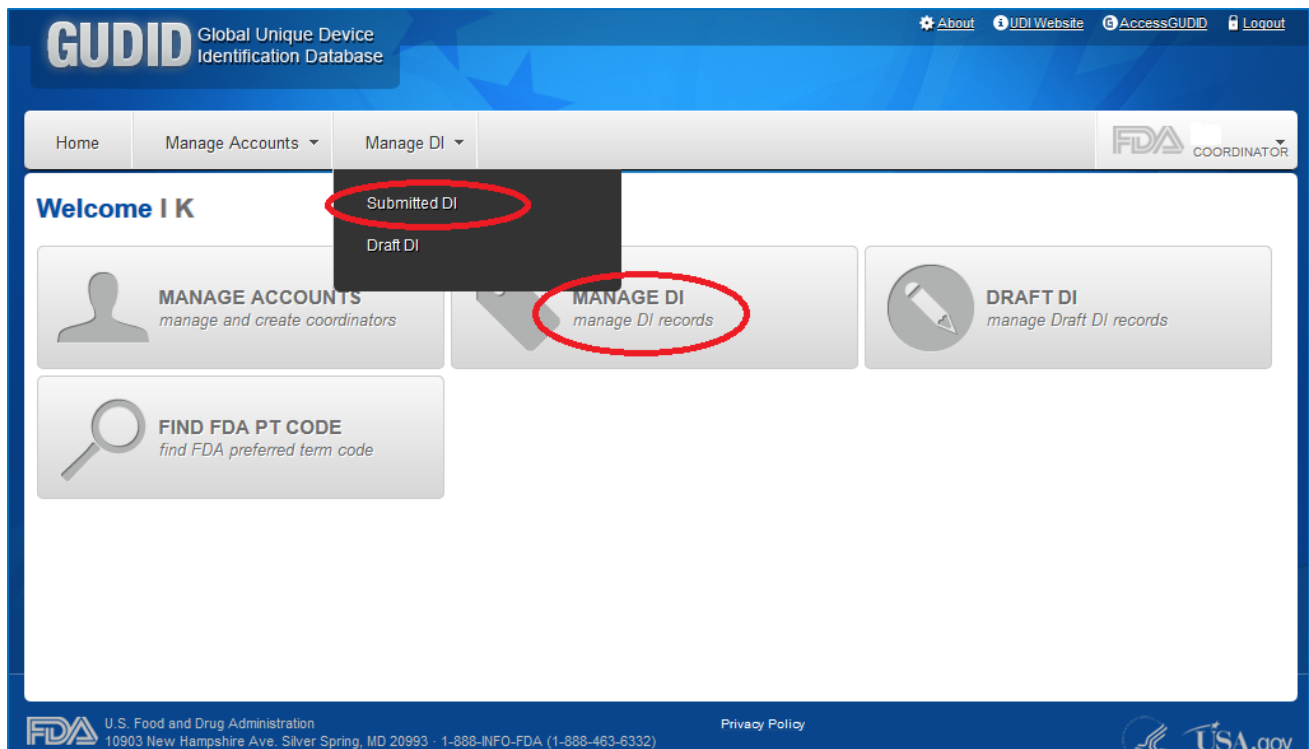 GUDID Global Unique Device
Identification Database
About UDI Website AccessGUDID Logout
Home Manage Accounts Manage DI FDA COORDINATOR
Submitted DI
Draft DI
Welcome I K
MANAGE ACCOUNTS
manage and create coordinators
MANAGE DI
manage DI records
DRAFT DI
manage Draft DI records
FIND FDA PT CODE
find FDA preferred term code
FDA U.S. Food and Drug Administration
10903 New Hampshire Ave. Silver Spring, MD 20993 · 1-888-INFO-FDA (1-888-463-6332)
Privacy Policy
USA.gov